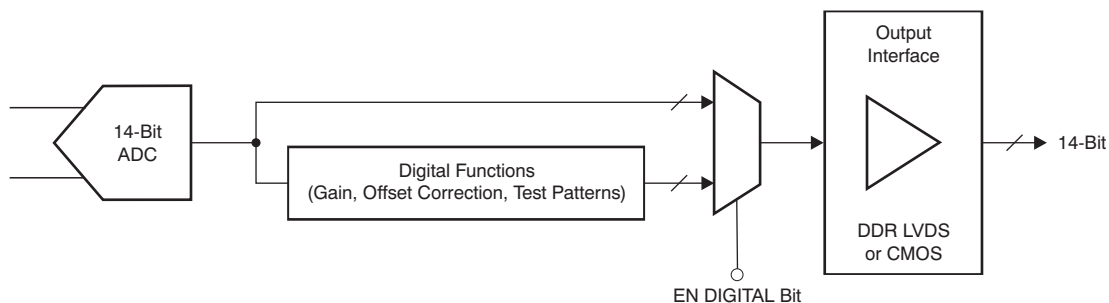 14-Bit
ADC
Digital Functions
(Gain, Offset Correction, Test Patterns)
EN DIGITAL Bit
Output
Interface
DDR LVDS
or CMOS
14-Bit